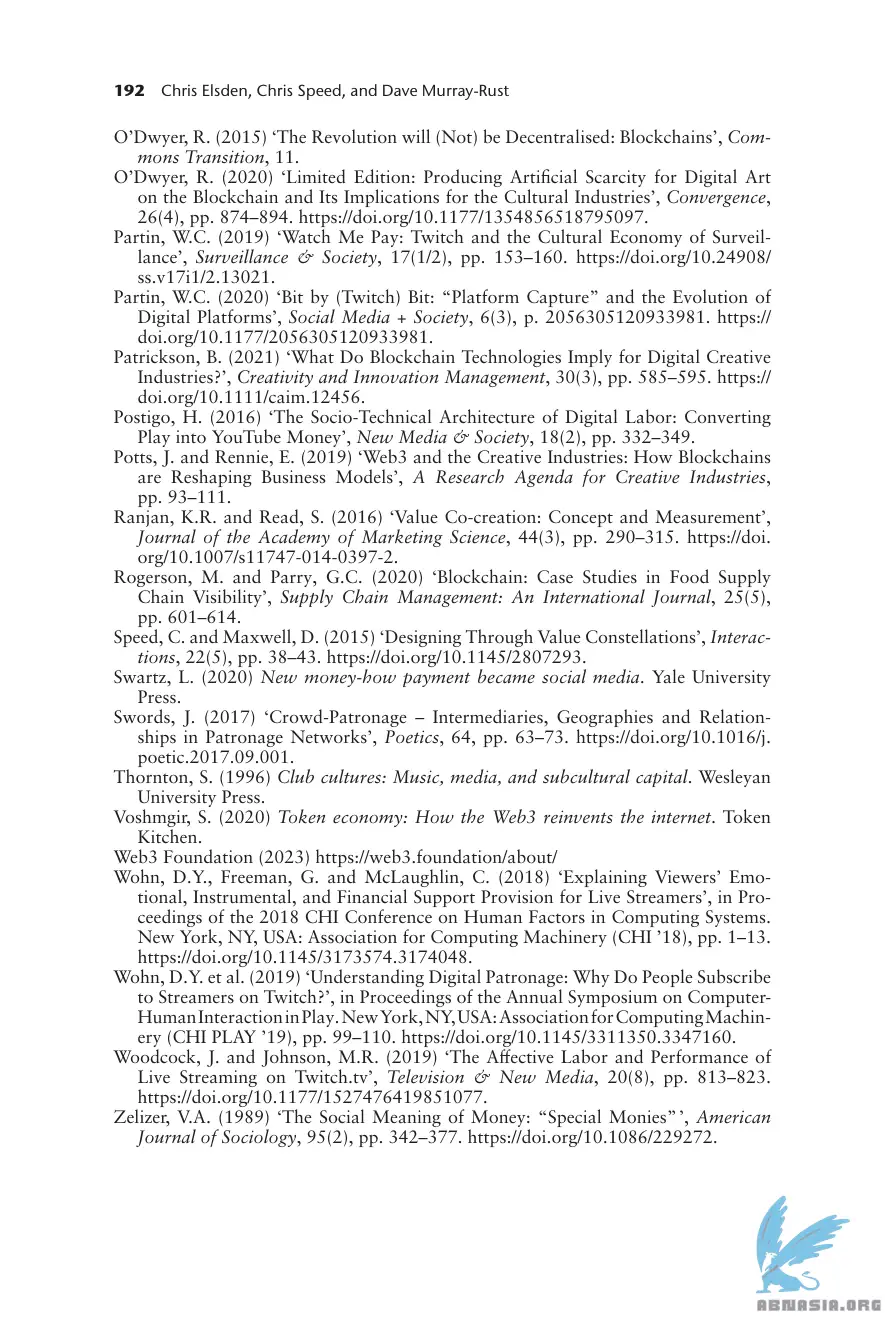 192 Chris Elsden, Chris Speed, and Dave Murray-Rust
O’Dwyer, R. (2015) ‘The Revolution will (Not) be Decentralised: Blockchains’, Com-
mons Transition, 11.
O’Dwyer, R. (2020) ‘Limited Edition: Producing Artificial Scarcity for Digital Art
on the Blockchain and Its Implications for the Cultural Industries’, Convergence,
26(4), pp. 874–894. https://doi.org/10.1177/1354856518795097.
Partin, W.C. (2019) ‘Watch Me Pay: Twitch and the Cultural Economy of Surveil-
lance’, Surveillance & Society, 17(1/2), pp. 153–160. https://doi.org/10.24908/
ss.v17i1/2.13021.
Partin, W.C. (2020) ‘Bit by (Twitch) Bit: “Platform Capture” and the Evolution of
Digital Platforms’, Social Media + Society, 6(3), p. 2056305120933981. https://
doi.org/10.1177/2056305120933981.
Patrickson, B. (2021) ‘What Do Blockchain Technologies Imply for Digital Creative
Industries?’, Creativity and Innovation Management, 30(3), pp. 585–595. https://
doi.org/10.1111/caim.12456.
Postigo, H. (2016) ‘The Socio-Technical Architecture of Digital Labor: Converting
Play into YouTube Money’, New Media & Society, 18(2), pp. 332–349.
Potts, J. and Rennie, E. (2019) ‘Web3 and the Creative Industries: How Blockchains
are Reshaping Business Models’, A Research Agenda for Creative Industries,
pp. 93–111.
Ranjan, K.R. and Read, S. (2016) ‘Value Co-creation: Concept and Measurement’,
Journal of the Academy of Marketing Science, 44(3), pp. 290–315. https://doi.
org/10.1007/s11747-014-0397-2.
Rogerson, M. and Parry, G.C. (2020) ‘Blockchain: Case Studies in Food Supply
Chain Visibility’, Supply Chain Management: An International Journal, 25(5),
pp. 601–614.
Speed, C. and Maxwell, D. (2015) ‘Designing Through Value Constellations’, Interac-
tions, 22(5), pp. 38–43. https://doi.org/10.1145/2807293.
Swartz, L. (2020) New money-how payment became social media. Yale University
Press.
Swords, J. (2017) ‘Crowd-Patronage – Intermediaries, Geographies and Relation-
ships in Patronage Networks’, Poetics, 64, pp. 63–73. https://doi.org/10.1016/j.
poetic.2017.09.001.
Thornton, S. (1996) Club cultures: Music, media, and subcultural capital. Wesleyan
University Press.
Voshmgir, S. (2020) Token economy: How the Web3 reinvents the internet. Token
Kitchen.
Web3 Foundation (2023) https://web3.foundation/about/
Wohn, D.Y., Freeman, G. and McLaughlin, C. (2018) ‘Explaining Viewers’ Emo-
tional, Instrumental, and Financial Support Provision for Live Streamers’, in Pro-
ceedings of the 2018 CHI Conference on Human Factors in Computing Systems.
New York, NY, USA: Association for Computing Machinery (CHI ’18), pp. 1–13.
https://doi.org/10.1145/3173574.3174048.
Wohn, D.Y. et al. (2019) ‘Understanding Digital Patronage: Why Do People Subscribe
to Streamers on Twitch?’, in Proceedings of the Annual Symposium on Computer-
Human Interaction in Play. New York, NY, USA: Association for Computing Machin-
ery (CHI PLAY ’19), pp. 99–110. https://doi.org/10.1145/3311350.3347160.
Woodcock, J. and Johnson, M.R. (2019) ‘The Affective Labor and Performance of
Live Streaming on Twitch.tv’, Television & New Media, 20(8), pp. 813–823.
https://doi.org/10.1177/1527476419851077.
Zelizer, V.A. (1989) ‘The Social Meaning of Money: “Special Monies”’, American
Journal of Sociology, 95(2), pp. 342–377. https://doi.org/10.1086/229272.
ABNASIA.ORG